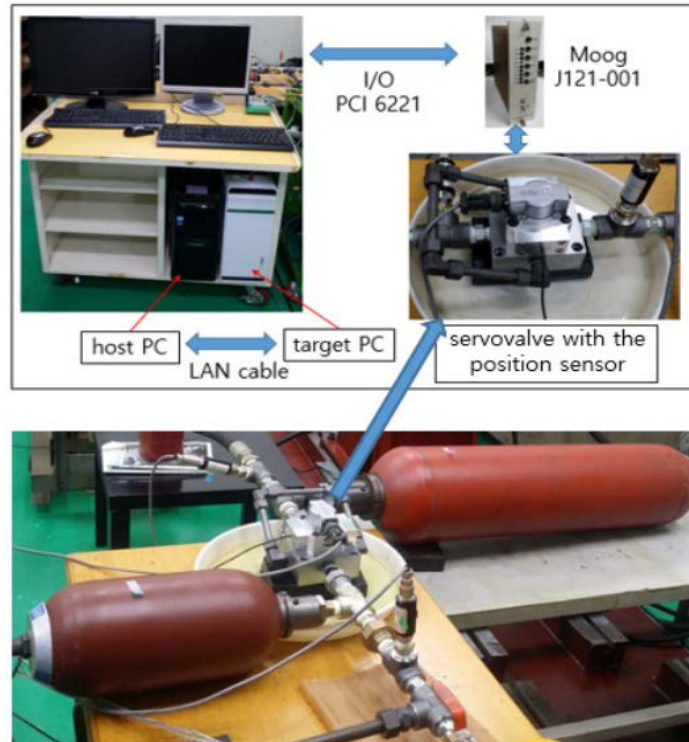 I/O
PCI 6221
Moog
J121-001
host PC
target PC
LAN cable
servovalve with the
position sensor